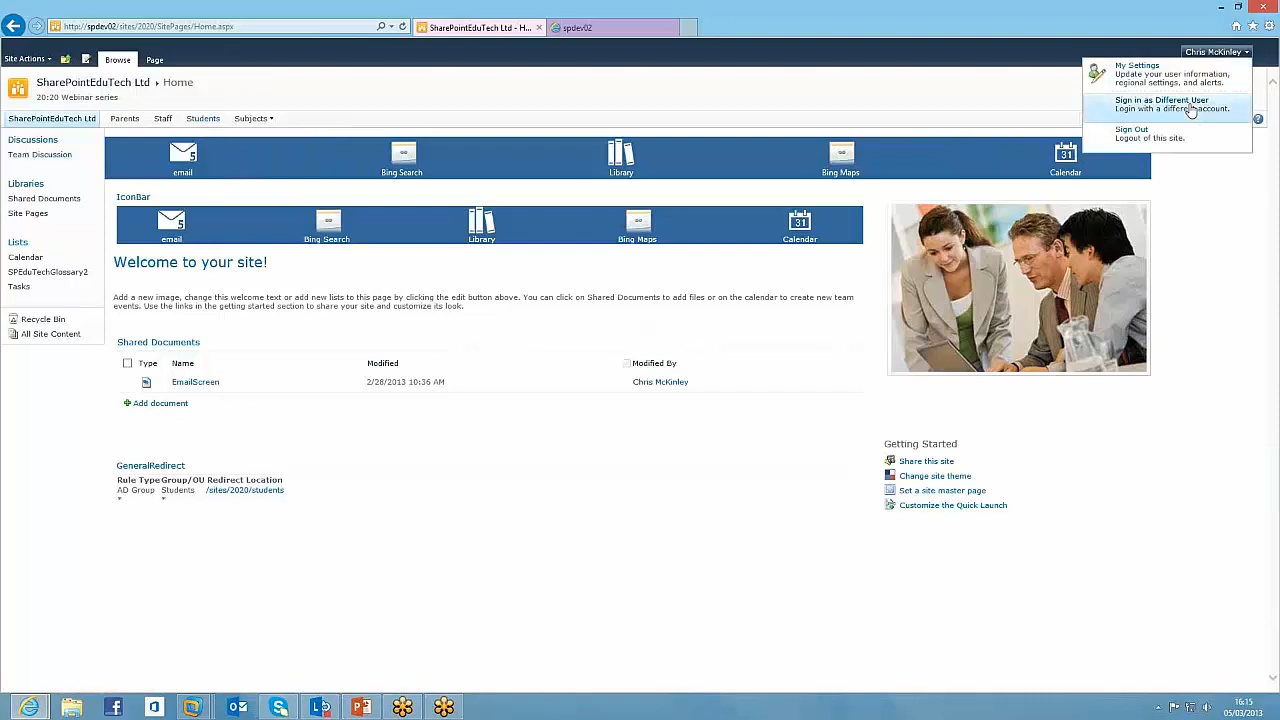 http://spdev02/sites/2020/SitePages/Home.aspx
SharePointEduTech Ltd - H...
spdev02
Site Actions
Browse
Page
Chris McKinley
SharePointEduTech Ltd
Home
20:20 Webinar series
My Settings
Update your user information,
regional settings, and alerts.
Sign in as Different User
Login with a different account.
Sign Out
Logout of this site.
SharePointEduTech Ltd
Parents
Staff
Students
Subjects
Discussions
Team Discussion
Libraries
Shared Documents
Site Pages
Lists
Calendar
SPEduTechGlossary2
Tasks
Recycle Bin
All Site Content
5
email
Bing Search
Library
Bing Maps
31
Calendar
IconBar
5
email
Bing Search
Library
Bing Maps
31
Calendar
Welcome to your site!
Add a new image, change this welcome text or add new lists to this page by clicking the edit button above. You can click on Shared Documents to add files or on the calendar to create new team
events. Use the links in the getting started section to share your site and customize its look.
Shared Documents
Type Name Modified Modified By
EmailScreen 2/28/2013 10:36 AM Chris McKinley
Add document
GeneralRedirect
Rule Type Group/OU Redirect Location
AD Group Students /sites/2020/students
* *
Getting Started
Share this site
Change site theme
Set a site master page
Customize the Quick Launch
16:15
05/03/2013